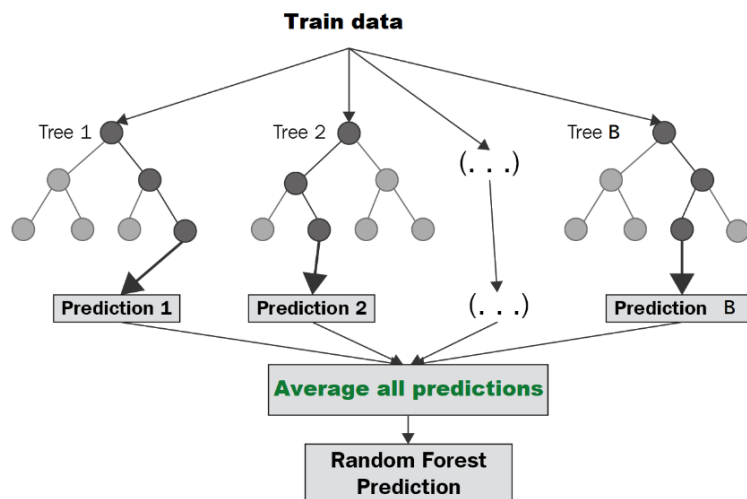 Train data
Tree 1
Tree 2
Tree B
(. . .)
Prediction 1
Prediction 2
(. . .)
Prediction B
Average all predictions
Random Forest
Prediction